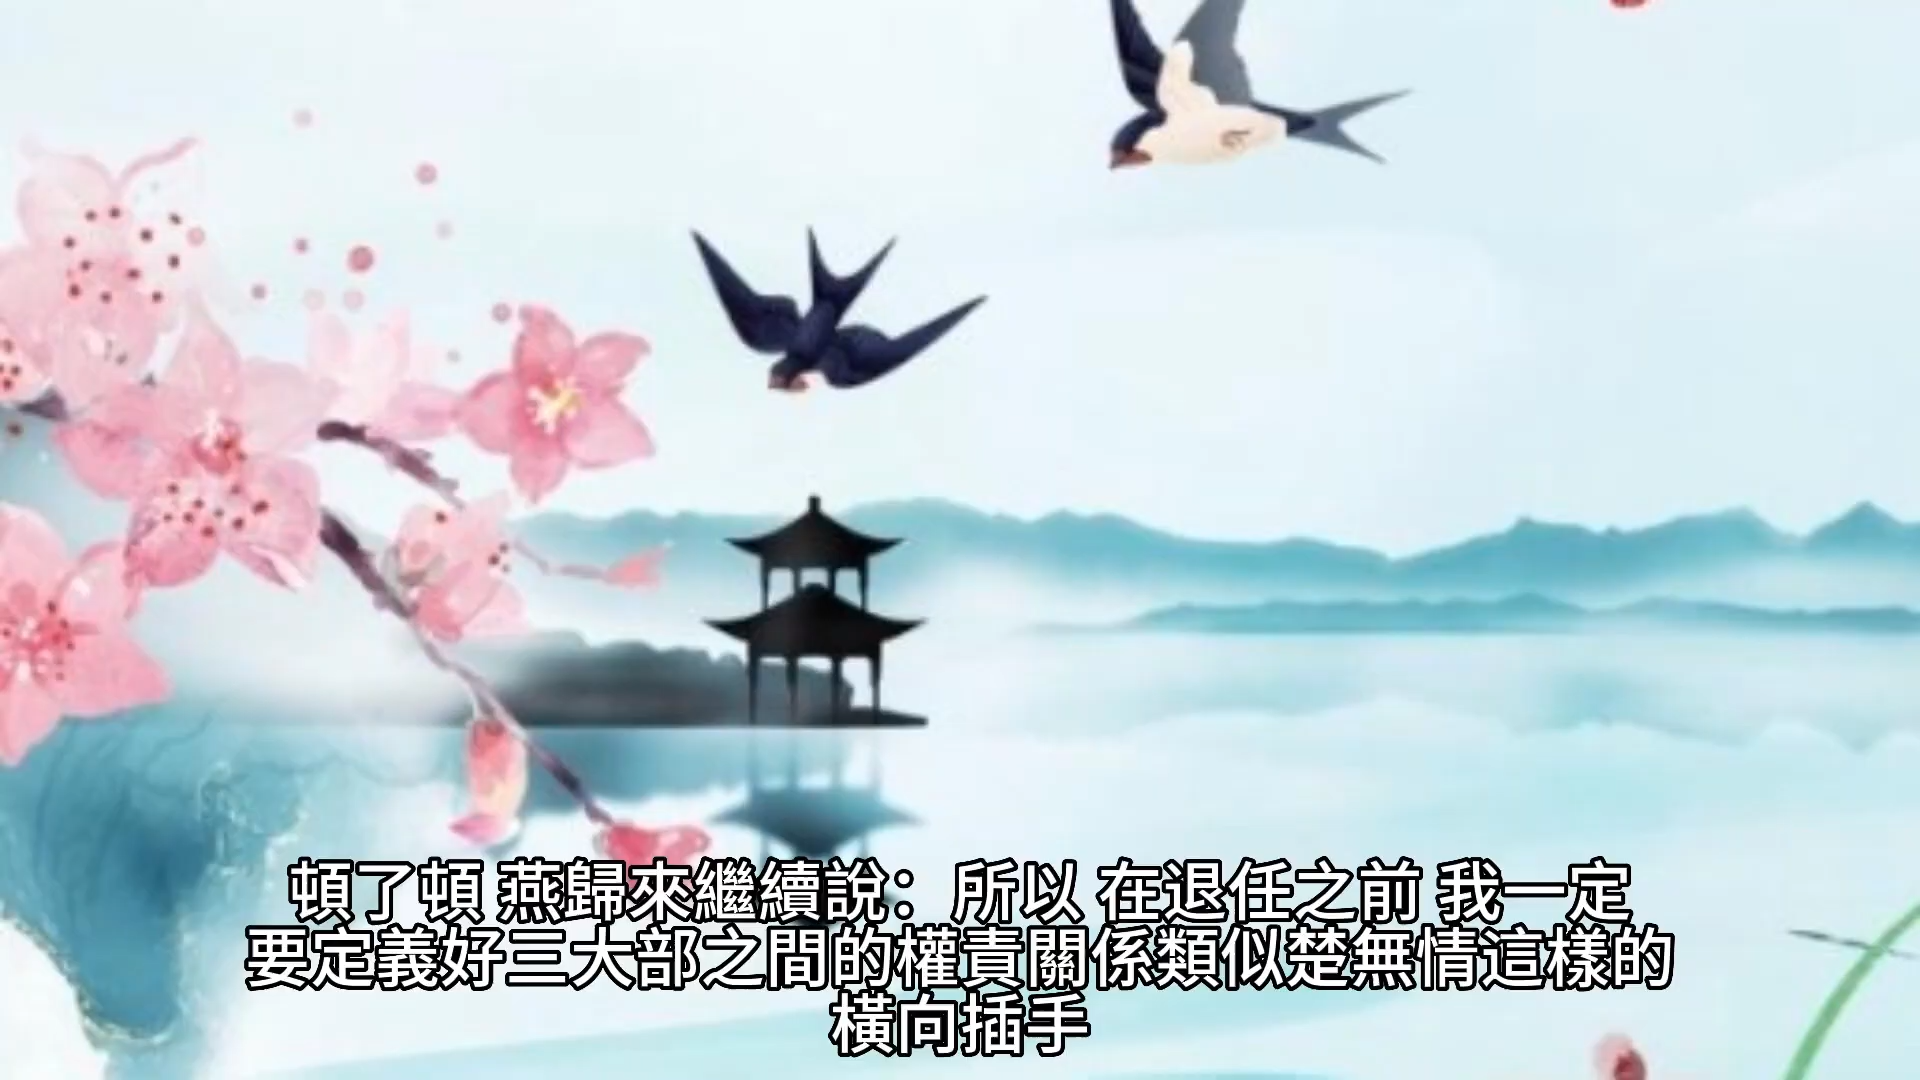 頓了頓 燕歸來繼續說：所以 在退任之前 我一定
要定義好三大部之間的權責關係類似楚無情這樣的
橫向插手